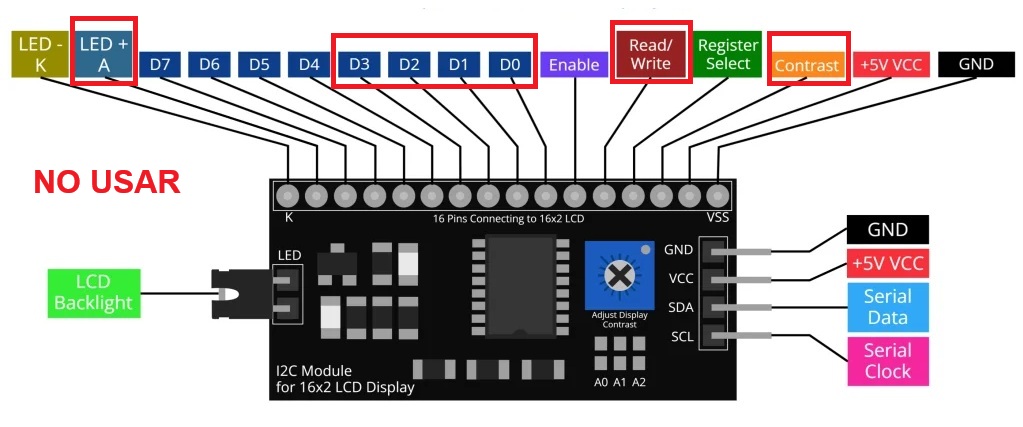 LED -
K
LED +
A
D7
D6
D5
D4
D3
D2
D1
D0
Enable
Read/
Write
Register
Select
Contrast
+5V VCC
GND
NO USAR
K
16 Pins Connecting to 16x2 LCD
VSS
LED
LCD
Backlight
Adjust Display
Contrast
GND
VCC
SDA
SCL
GND
+5V VCC
Serial
Data
Serial
Clock
I2C Module
for 16x2 LCD Display
A0 A1 A2